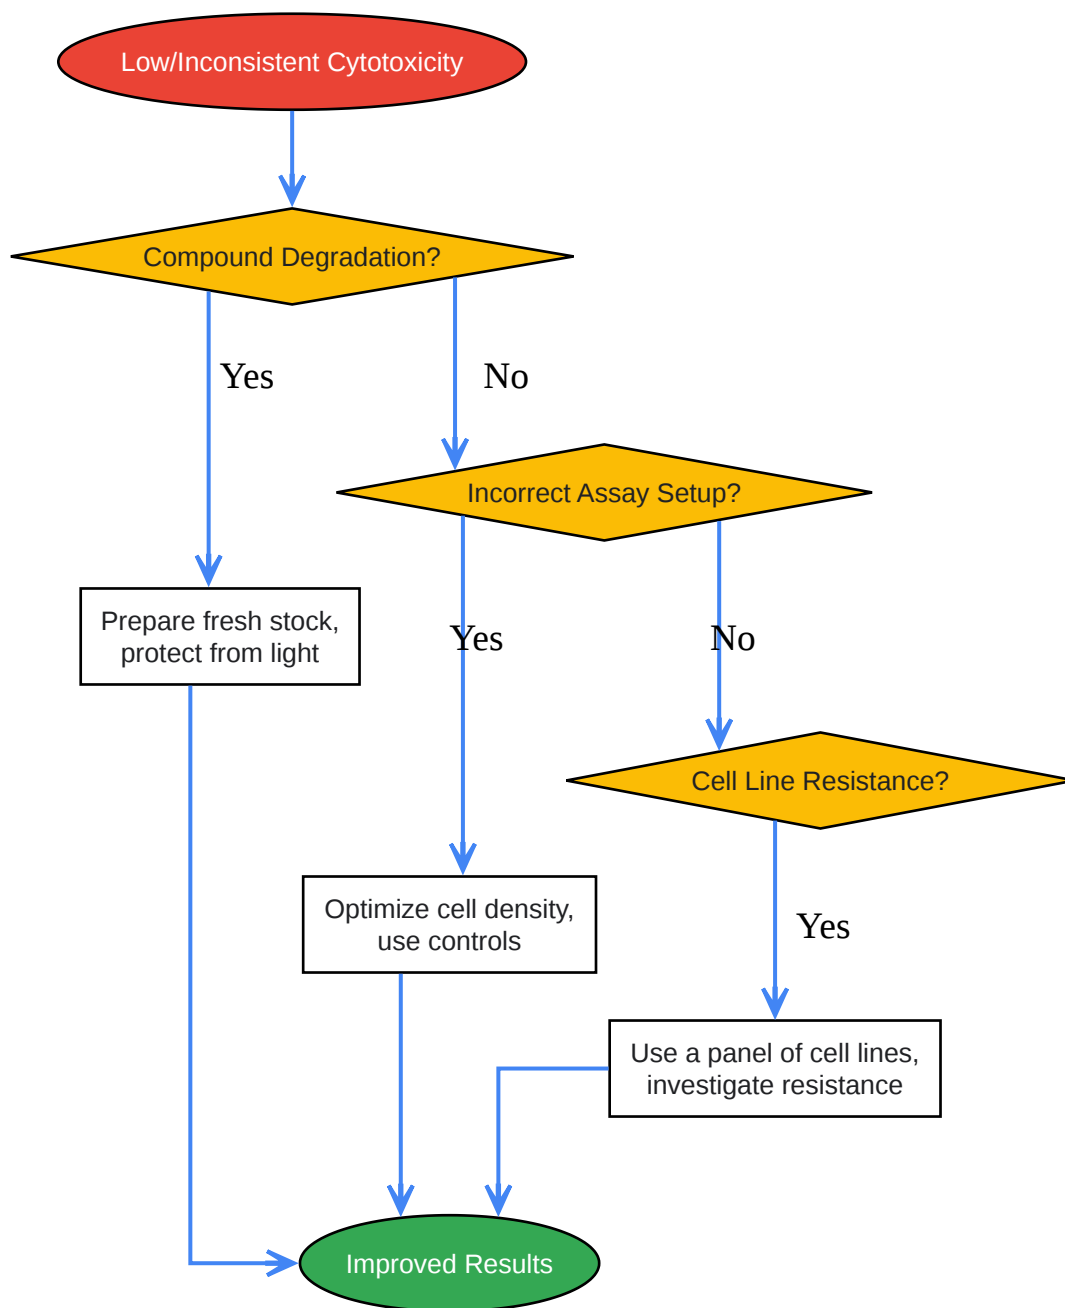 Low/Inconsistent Cytotoxicity
Compound Degradation?
Yes
No
Incorrect Assay Setup?
Prepare fresh stock,
protect from light
Yes
No
Cell Line Resistance?
Optimize cell density,
use controls
Yes
Use a panel of cell lines,
investigate resistance
Improved Results